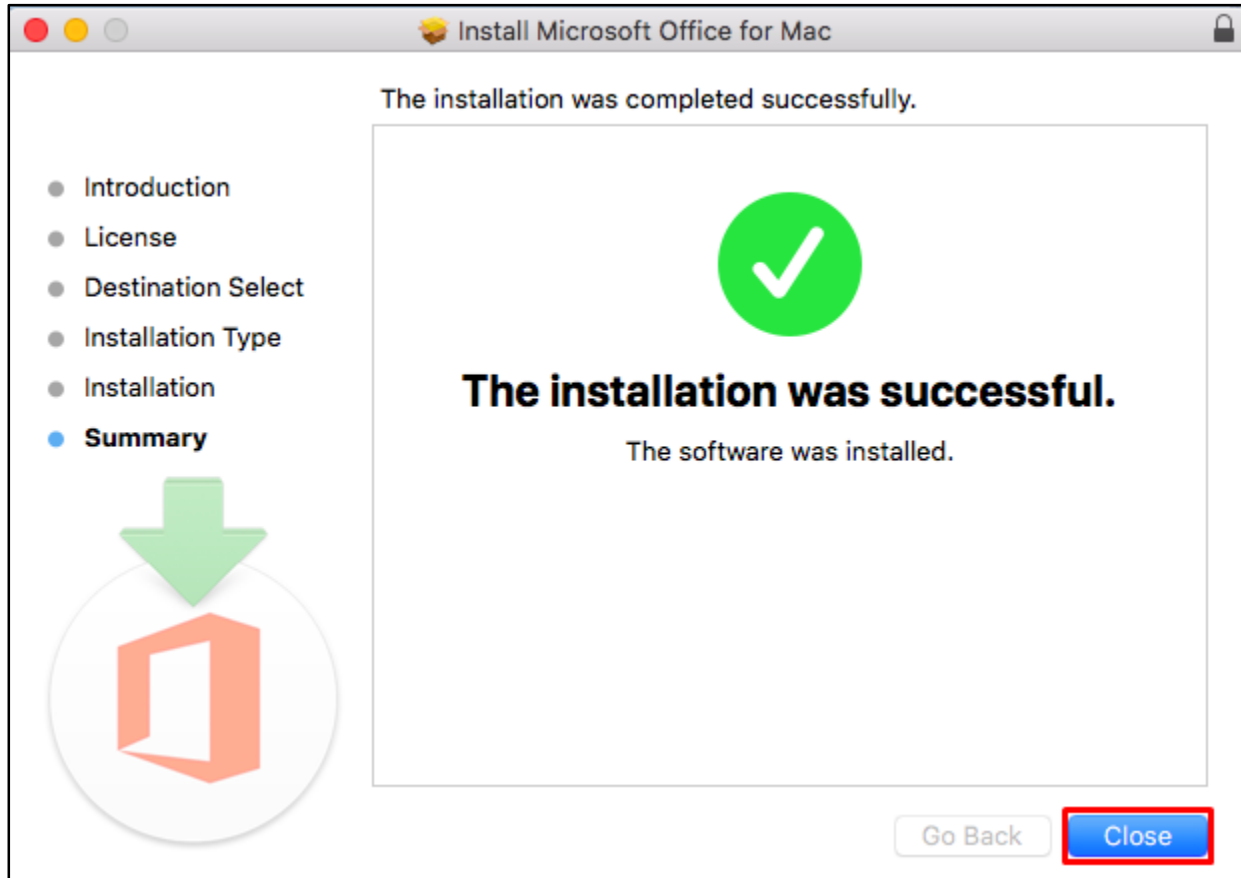 Install Microsoft Office for Mac
The installation was completed successfully.
Introduction
License
Destination Select
Installation Type
Installation
Summary
The installation was successful.
The software was installed.
Go Back
Close